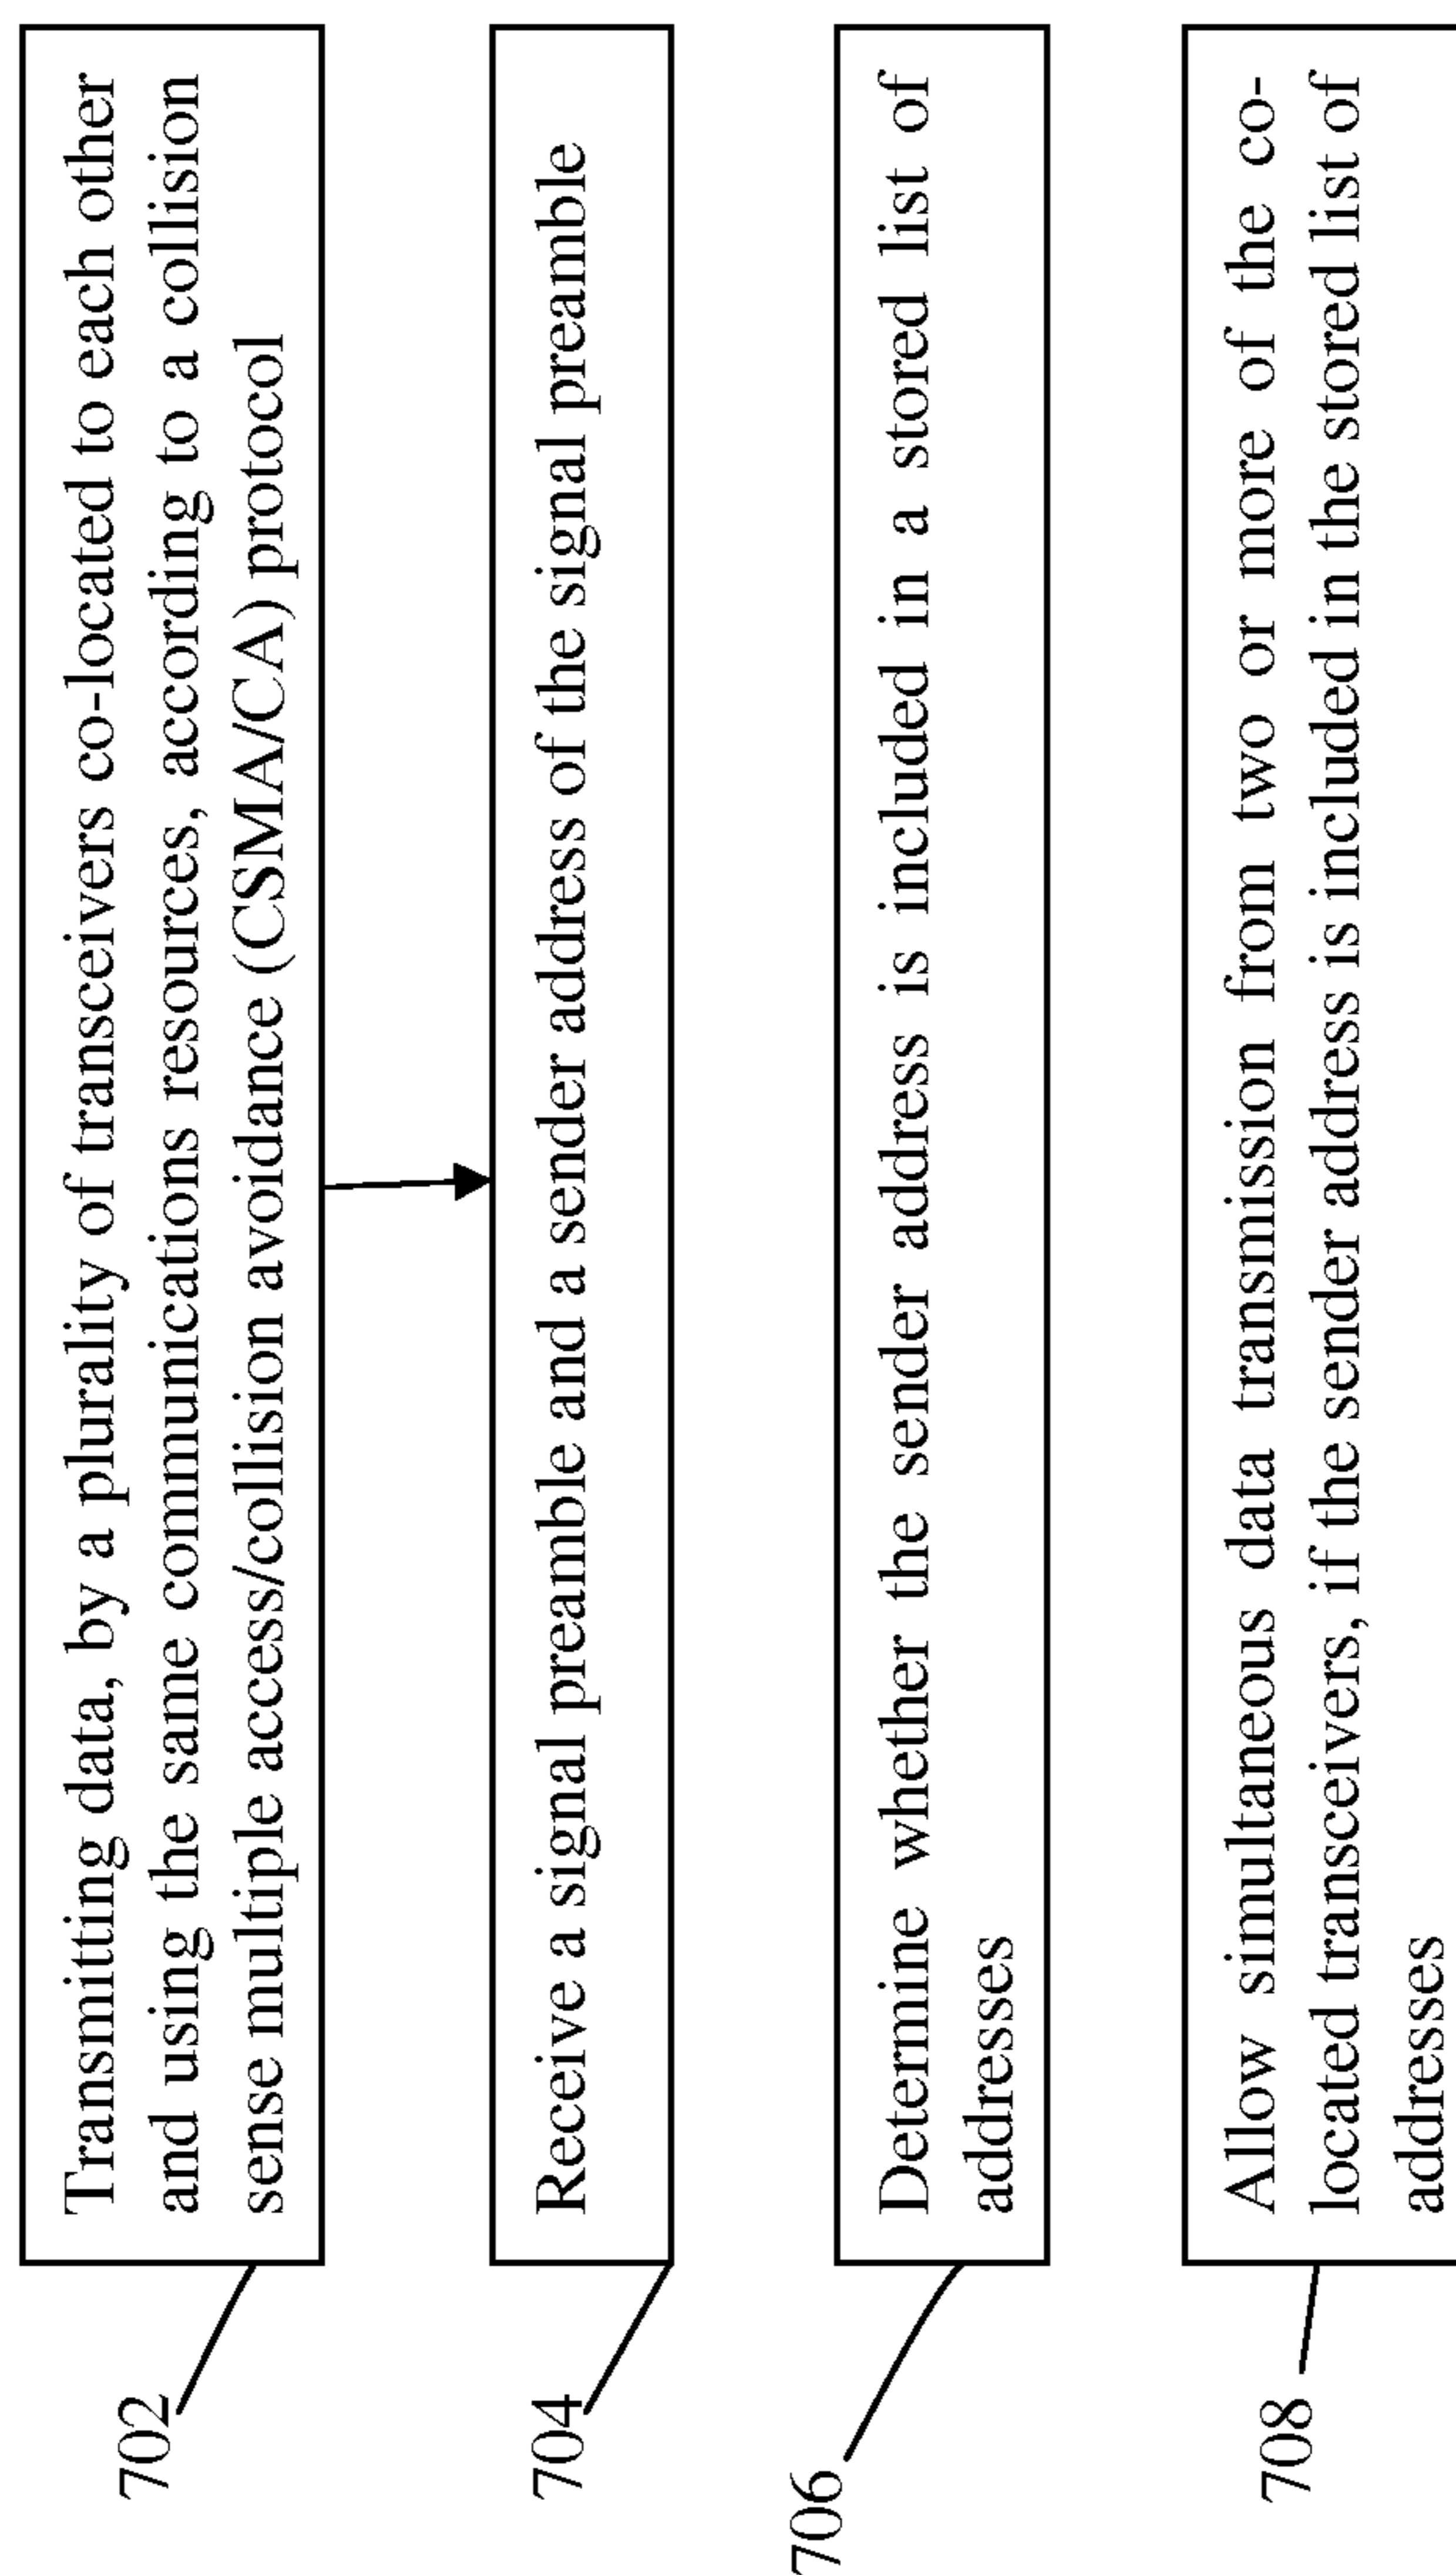 702
Transmitting data, by a plurality of transceivers co-located to each other
and using the same communications resources, according to a collision
sense multiple access/collision avoidance (CSMA/CA) protocol
704
Receive a signal preamble and a sender address of the signal preamble
706
Determine whether the sender address is included in a stored list of
addresses
708
Allow simultaneous data transmission from two or more of the co-
located transceivers, if the sender address is included in the stored list of
addresses